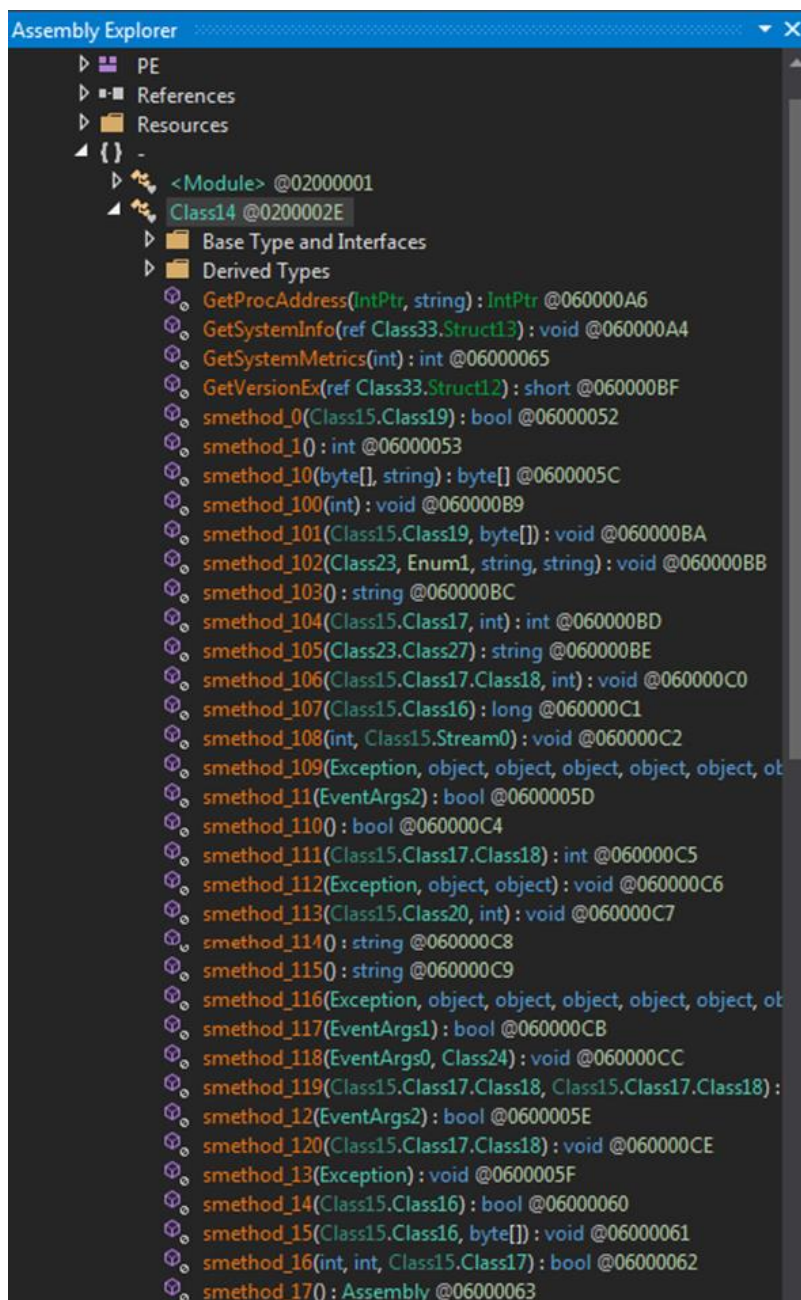 Assembly Explorer
PE
References
Resources
{ } -
<Module> @02000001
Class14 @0200002E
Base Type and Interfaces
Derived Types
GetProcAddress(IntPtr, string) : IntPtr @060000A6
GetSystemInfo(ref Class33.Struct13) : void @060000A4
GetSystemMetrics(int) : int @06000065
GetVersionEx(ref Class33.Struct12) : short @060000BF
smethod_0(Class15.Class19) : bool @06000052
smethod_1() : int @06000053
smethod_10(byte[], string) : byte[] @0600005C
smethod_100(int) : void @060000B9
smethod_101(Class15.Class19, byte[]) : void @060000BA
smethod_102(Class23, Enum1, string, string) : void @060000BB
smethod_103() : string @060000BC
smethod_104(Class15.Class17, int) : int @060000BD
smethod_105(Class23.Class27) : string @060000BE
smethod_106(Class15.Class17.Class18, int) : void @060000C0
smethod_107(Class15.Class16) : long @060000C1
smethod_108(int, Class15.Stream0) : void @060000C2
smethod_109(Exception, object, object, object, object, object, ob
smethod_11(EventArgs2) : bool @0600005D
smethod_110() : bool @060000C4
smethod_111(Class15.Class17.Class18) : int @060000C5
smethod_112(Exception, object, object) : void @060000C6
smethod_113(Class15.Class20, int) : void @060000C7
smethod_114() : string @060000C8
smethod_115() : string @060000C9
smethod_116(Exception, object, object, object, object, object, ob
smethod_117(EventArgs1) : bool @060000CB
smethod_118(EventArgs0, Class24) : void @060000CC
smethod_119(Class15.Class17.Class18, Class15.Class17.Class18) :
smethod_12(EventArgs2) : bool @0600005E
smethod_120(Class15.Class17.Class18) : void @060000CE
smethod_13(Exception) : void @0600005F
smethod_14(Class15.Class16) : bool @06000060
smethod_15(Class15.Class16, byte[]) : void @06000061
smethod_16(int, int, Class15.Class17) : bool @06000062
smethod_17() : Assembly @06000063